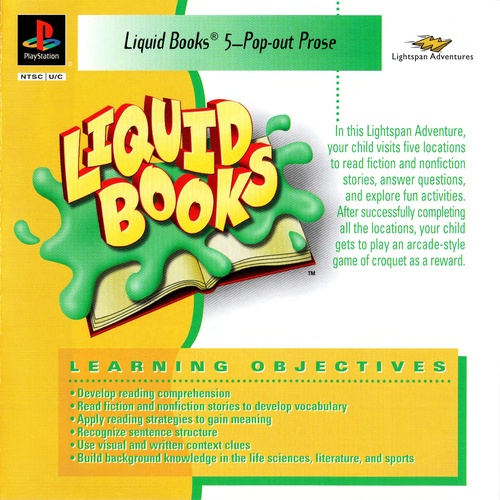 PlayStation
NTSC U/C
Liquid Books® 5–Pop-out Prose
Lightspan Adventures
LIQUID
BOOKS
™
In this Lightspan Adventure,
your child visits five locations
to read fiction and nonfiction
stories, answer questions,
and explore fun activities.
After successfully completing
all the locations, your child
gets to play an arcade-style
game of croquet as a reward.
LEARNING OBJECTIVES
• Develop reading comprehension
• Read fiction and nonfiction stories to develop vocabulary
• Apply reading strategies to gain meaning
• Recognize sentence structure
• Use visual and written context clues
• Build background knowledge in the life sciences, literature, and sports